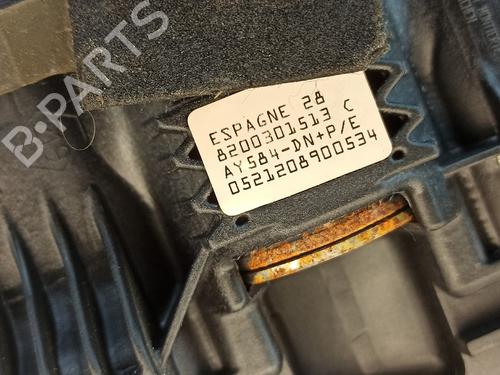 ESPAGNE 28
8200301513 C
AY584-DN+P/E
0521208900534
B-PARTS